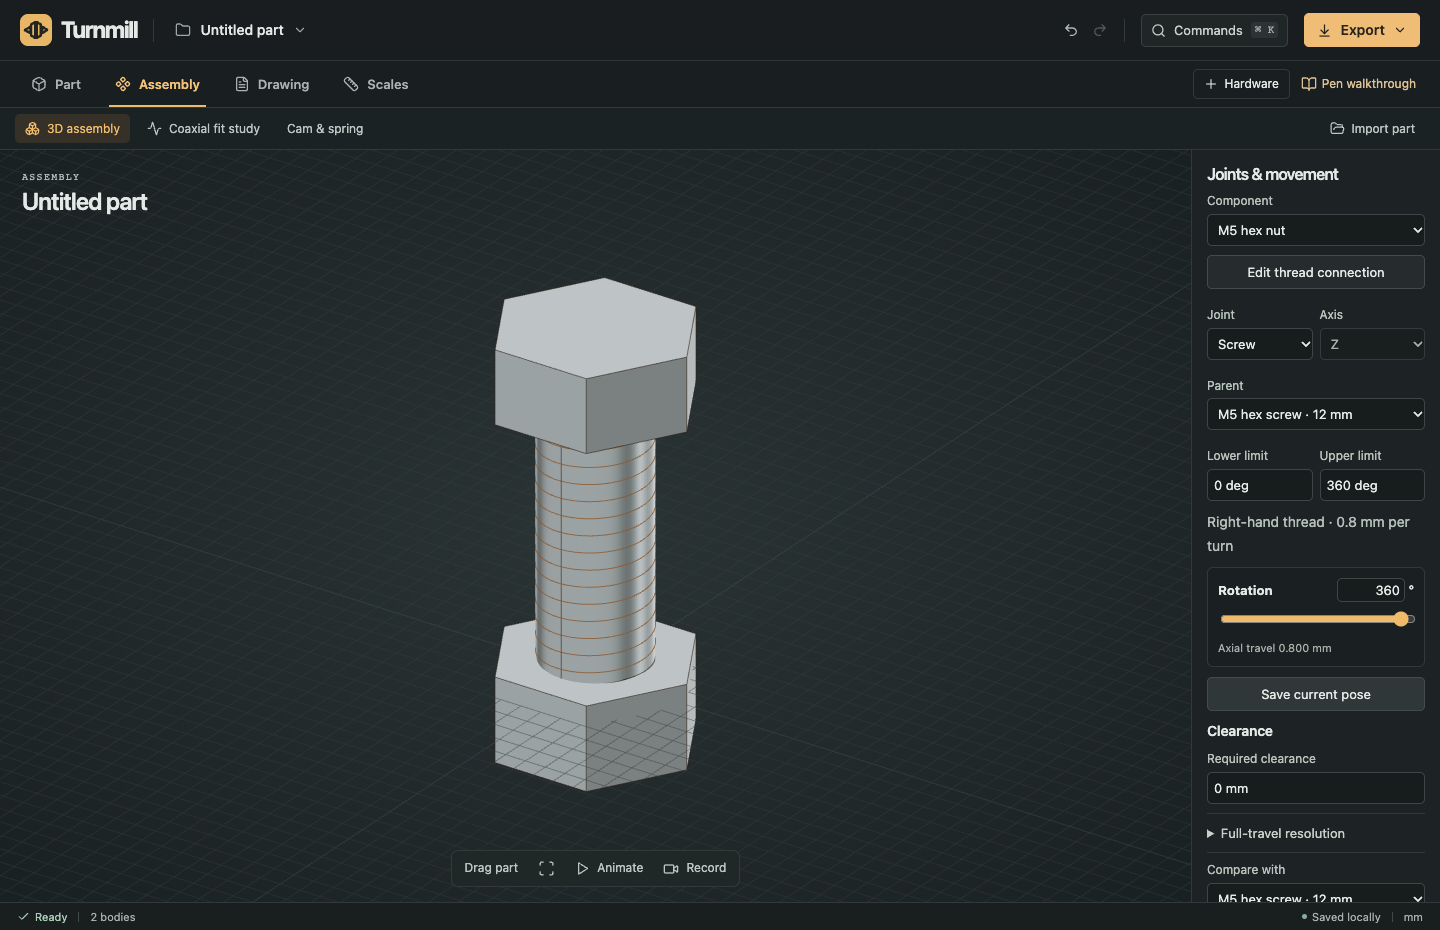 Turnmill
Untitled part
Commands ⌘ K
Export
Part
Assembly
Drawing
Scales
Hardware
Pen walkthrough
3D assembly
Coaxial fit study
Cam & spring
Import part
ASSEMBLY
Untitled part
Joints & movement
Component
M5 hex nut
Edit thread connection
Joint Axis
Screw Z
Parent
M5 hex screw · 12 mm
Lower limit Upper limit
0 deg 360 deg
Right-hand thread · 0.8 mm per
turn
Rotation 360 °
Axial travel 0.800 mm
Save current pose
Clearance
Required clearance
0 mm
Full-travel resolution
Compare with
M5 hex screw · 12 mm
Drag part
Animate
Record
Ready
2 bodies
Saved locally
mm